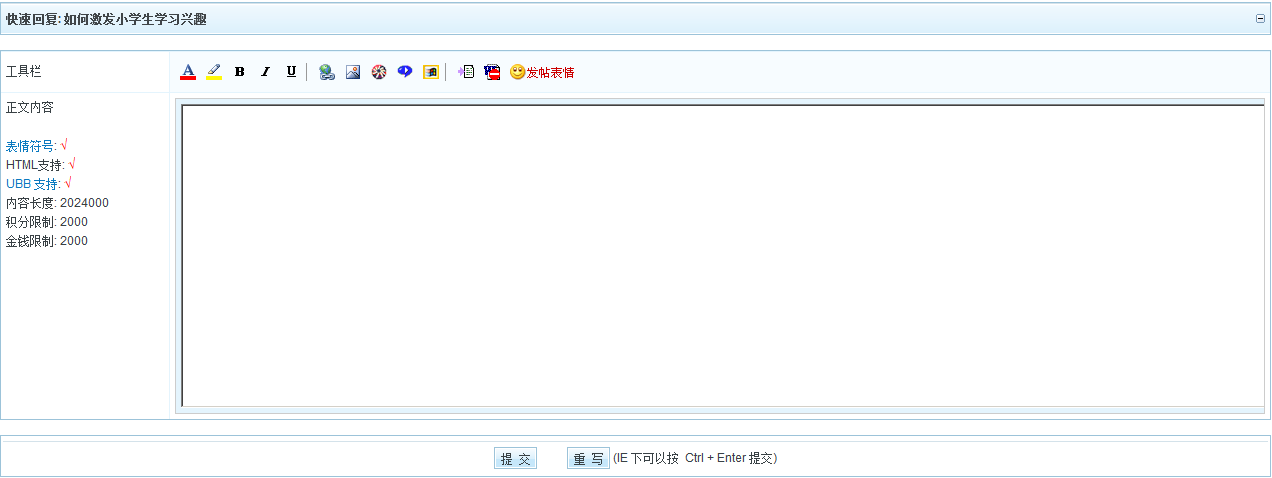 快速回复: 如何激发小学生学习兴趣
工具栏
A B I U 发帖表情
正文内容
表情符号: √
HTML支持: √
UBB 支持: √
内容长度: 2024000
积分限制: 2000
金钱限制: 2000
提 交 重 写 (IE 下可以按 Ctrl + Enter 提交)